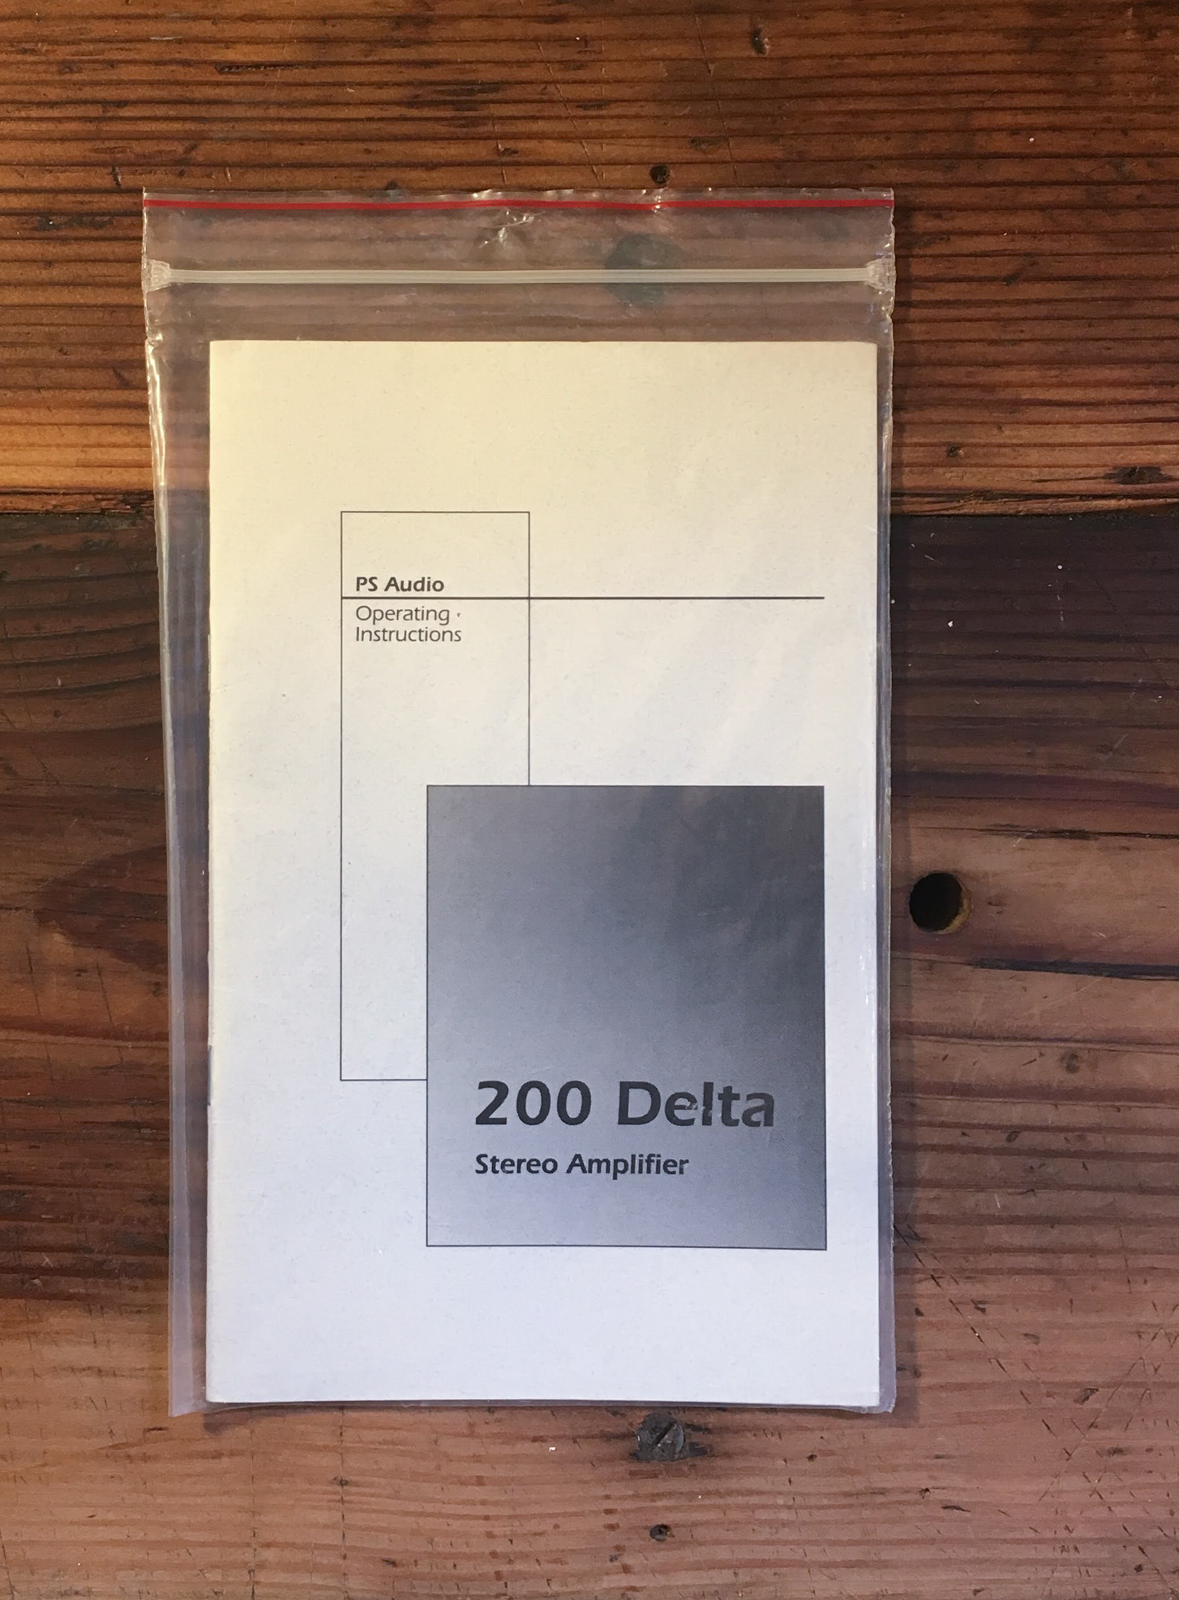 PS Audio
Operating
Instructions
200 Delta
Stereo Amplifier